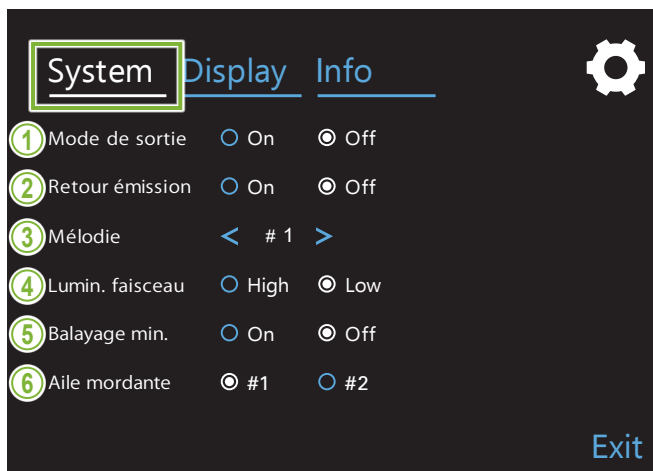 System Display Info
1 Mode de sortie On Off
2 Retour émission On Off
3 Mélodie < # 1 >
4 Lumin. faisceau High Low
5 Balayage min. On Off
6 Aile mordante #1 #2
Exit